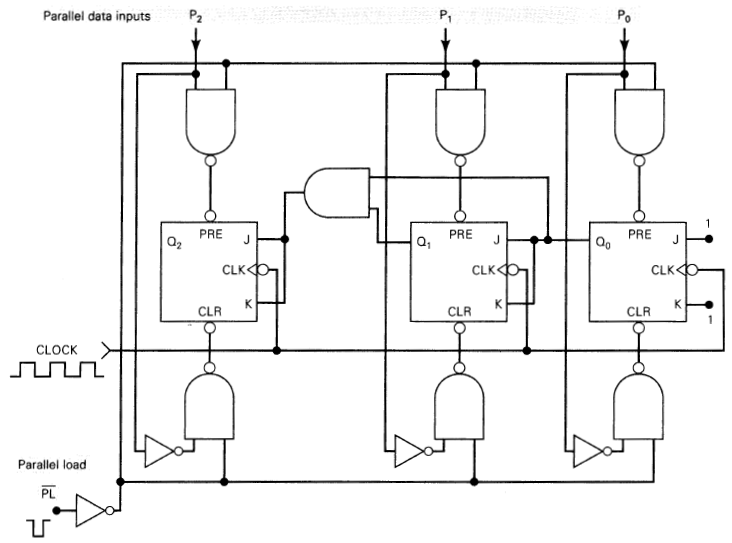 Parallel data inputs P2 P1 P0
PRE PRE PRE
Q2 J Q1 J Q0 J 1
CLK CLK CLK
K K K 1
CLR CLR CLR
CLOCK
Parallel load
P̅L̅